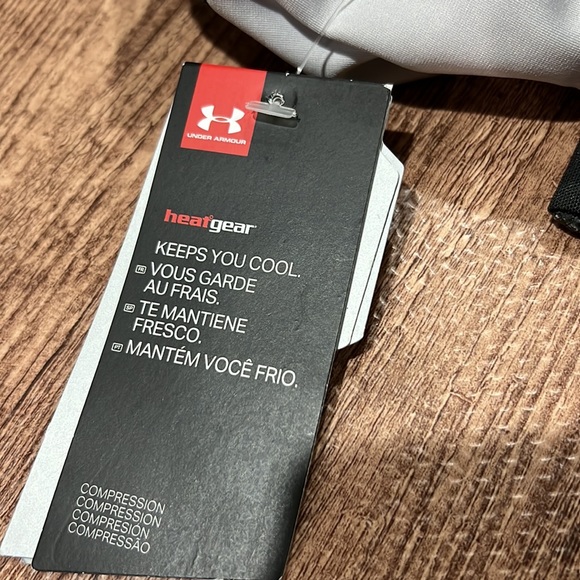 UNDER ARMOUR
heatgear
KEEPS YOU COOL.
FR VOUS GARDE
AU FRAIS.
SP TE MANTIENE
FRESCO.
PT MANTÉM VOCÊ FRIO.
COMPRESSION
COMPRESSION
COMPRESIÓN
COMPRESSÃO